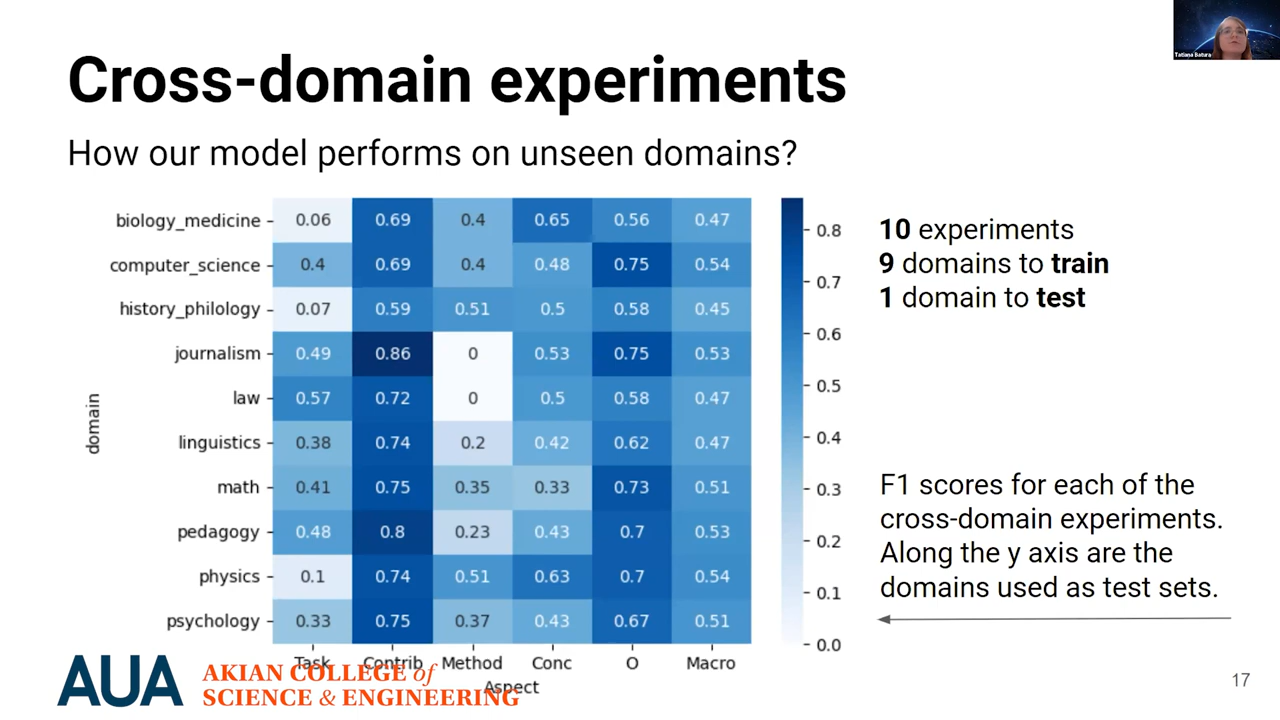 Tatiana Batura
Cross-domain experiments
How our model performs on unseen domains?
biology_medicine 0.06 0.69 0.4 0.65 0.56 0.47
computer_science 0.4 0.69 0.4 0.48 0.75 0.54
history_philology 0.07 0.59 0.51 0.5 0.58 0.45
journalism 0.49 0.86 0 0.53 0.75 0.53
law 0.57 0.72 0 0.5 0.58 0.47
linguistics 0.38 0.74 0.2 0.42 0.62 0.47
math 0.41 0.75 0.35 0.33 0.73 0.51
pedagogy 0.48 0.8 0.23 0.43 0.7 0.53
physics 0.1 0.74 0.51 0.63 0.7 0.54
psychology 0.33 0.75 0.37 0.43 0.67 0.51
Task Contrib Method Conc O Macro
Aspect
domain
0.8
0.7
0.6
0.5
0.4
0.3
0.2
0.1
0.0
10 experiments
9 domains to train
1 domain to test
F1 scores for each of the
cross-domain experiments.
Along the y axis are the
domains used as test sets.
AUA
AKIAN COLLEGE of
SCIENCE & ENGINEERING
17